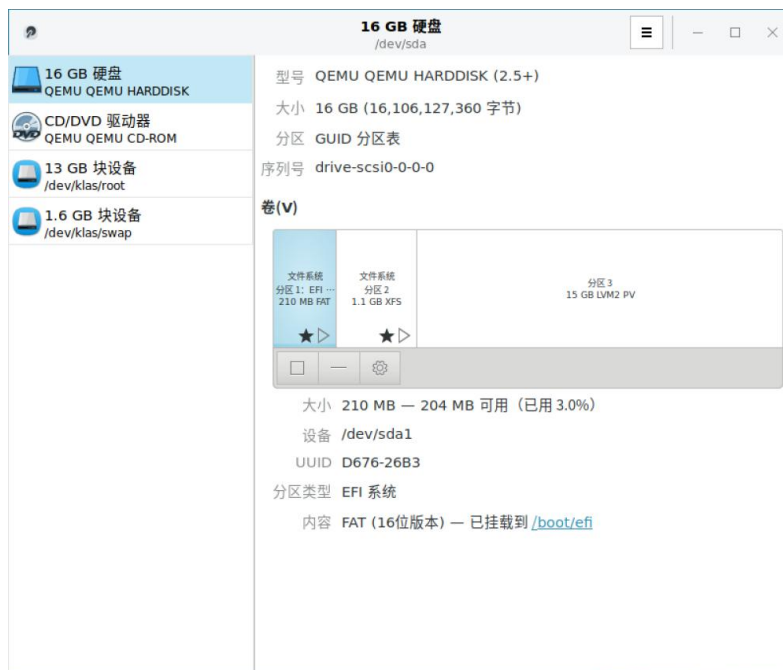 16 GB 硬盘
/dev/sda
16 GB 硬盘
QEMU QEMU HARDDISK
CD/DVD 驱动器
QEMU QEMU CD-ROM
13 GB 块设备
/dev/klas/root
1.6 GB 块设备
/dev/klas/swap
型号 QEMU QEMU HARDDISK (2.5+)
大小 16 GB (16,106,127,360 字节)
分区 GUID 分区表
序列号 drive-scsi0-0-0-0
卷(V)
文件系统
分区 1: EFI …
210 MB FAT
文件系统
分区 2
1.1 GB XFS
分区 3
15 GB LVM2 PV
大小 210 MB — 204 MB 可用（已用 3.0%）
设备 /dev/sda1
UUID D676-26B3
分区类型 EFI 系统
内容 FAT (16位版本) — 已挂载到 /boot/efi